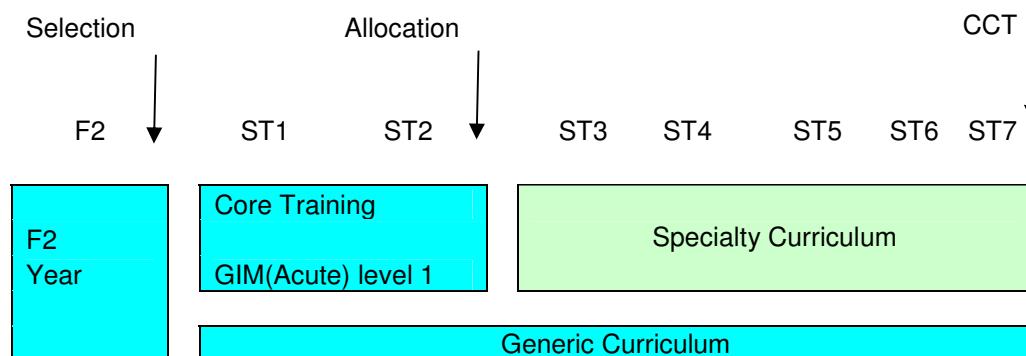 Selection Allocation CCT
F2 ST1 ST2 ST3 ST4 ST5 ST6 ST7
Core Training
F2 Specialty Curriculum
Year GIM(Acute) level 1
Generic Curriculum